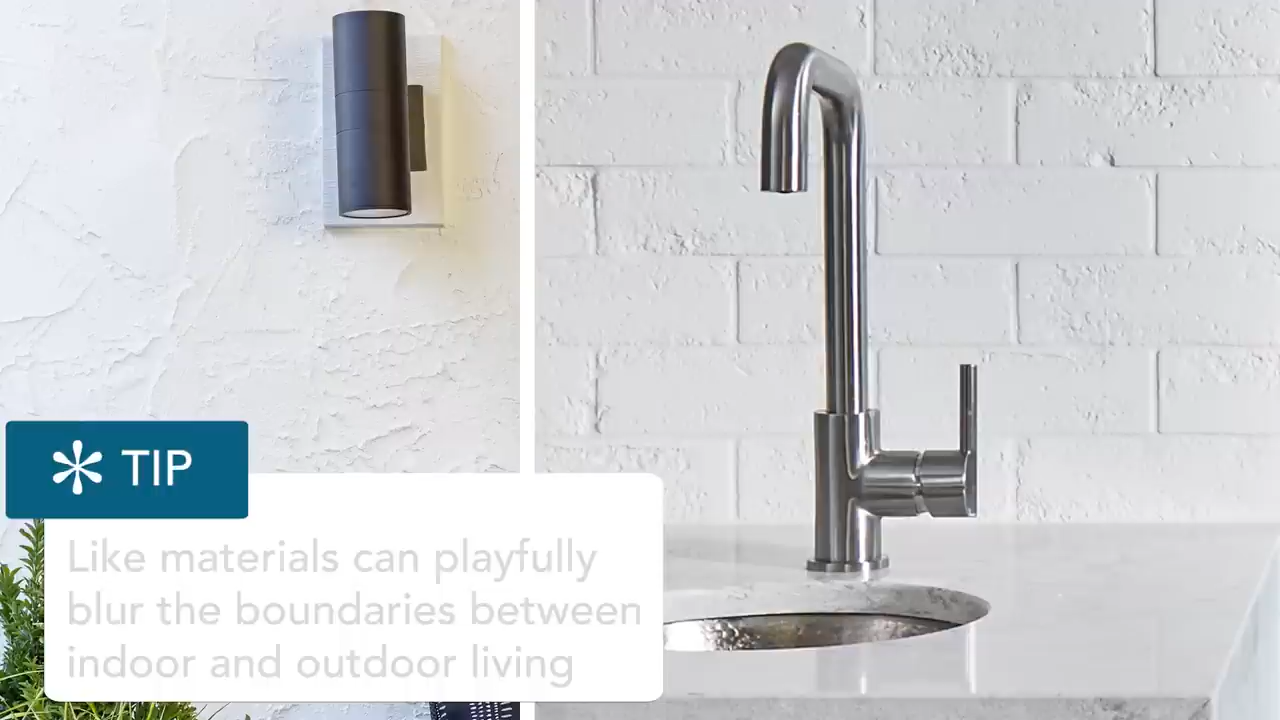 TIP
Like materials can playfully
blur the boundaries between
indoor and outdoor living